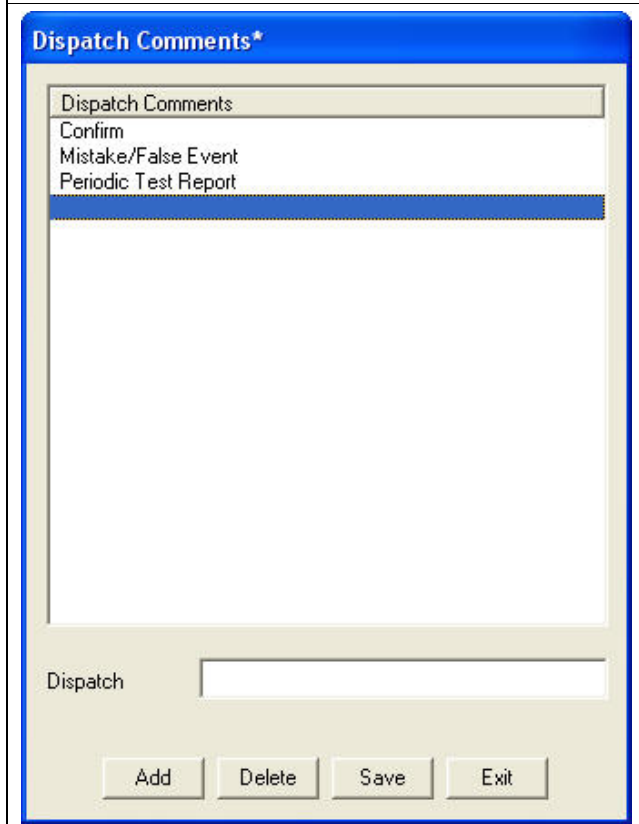 Dispatch Comments*
Dispatch Comments
Confirm
Mistake/False Event
Periodic Test Report
Dispatch
Add Delete Save Exit